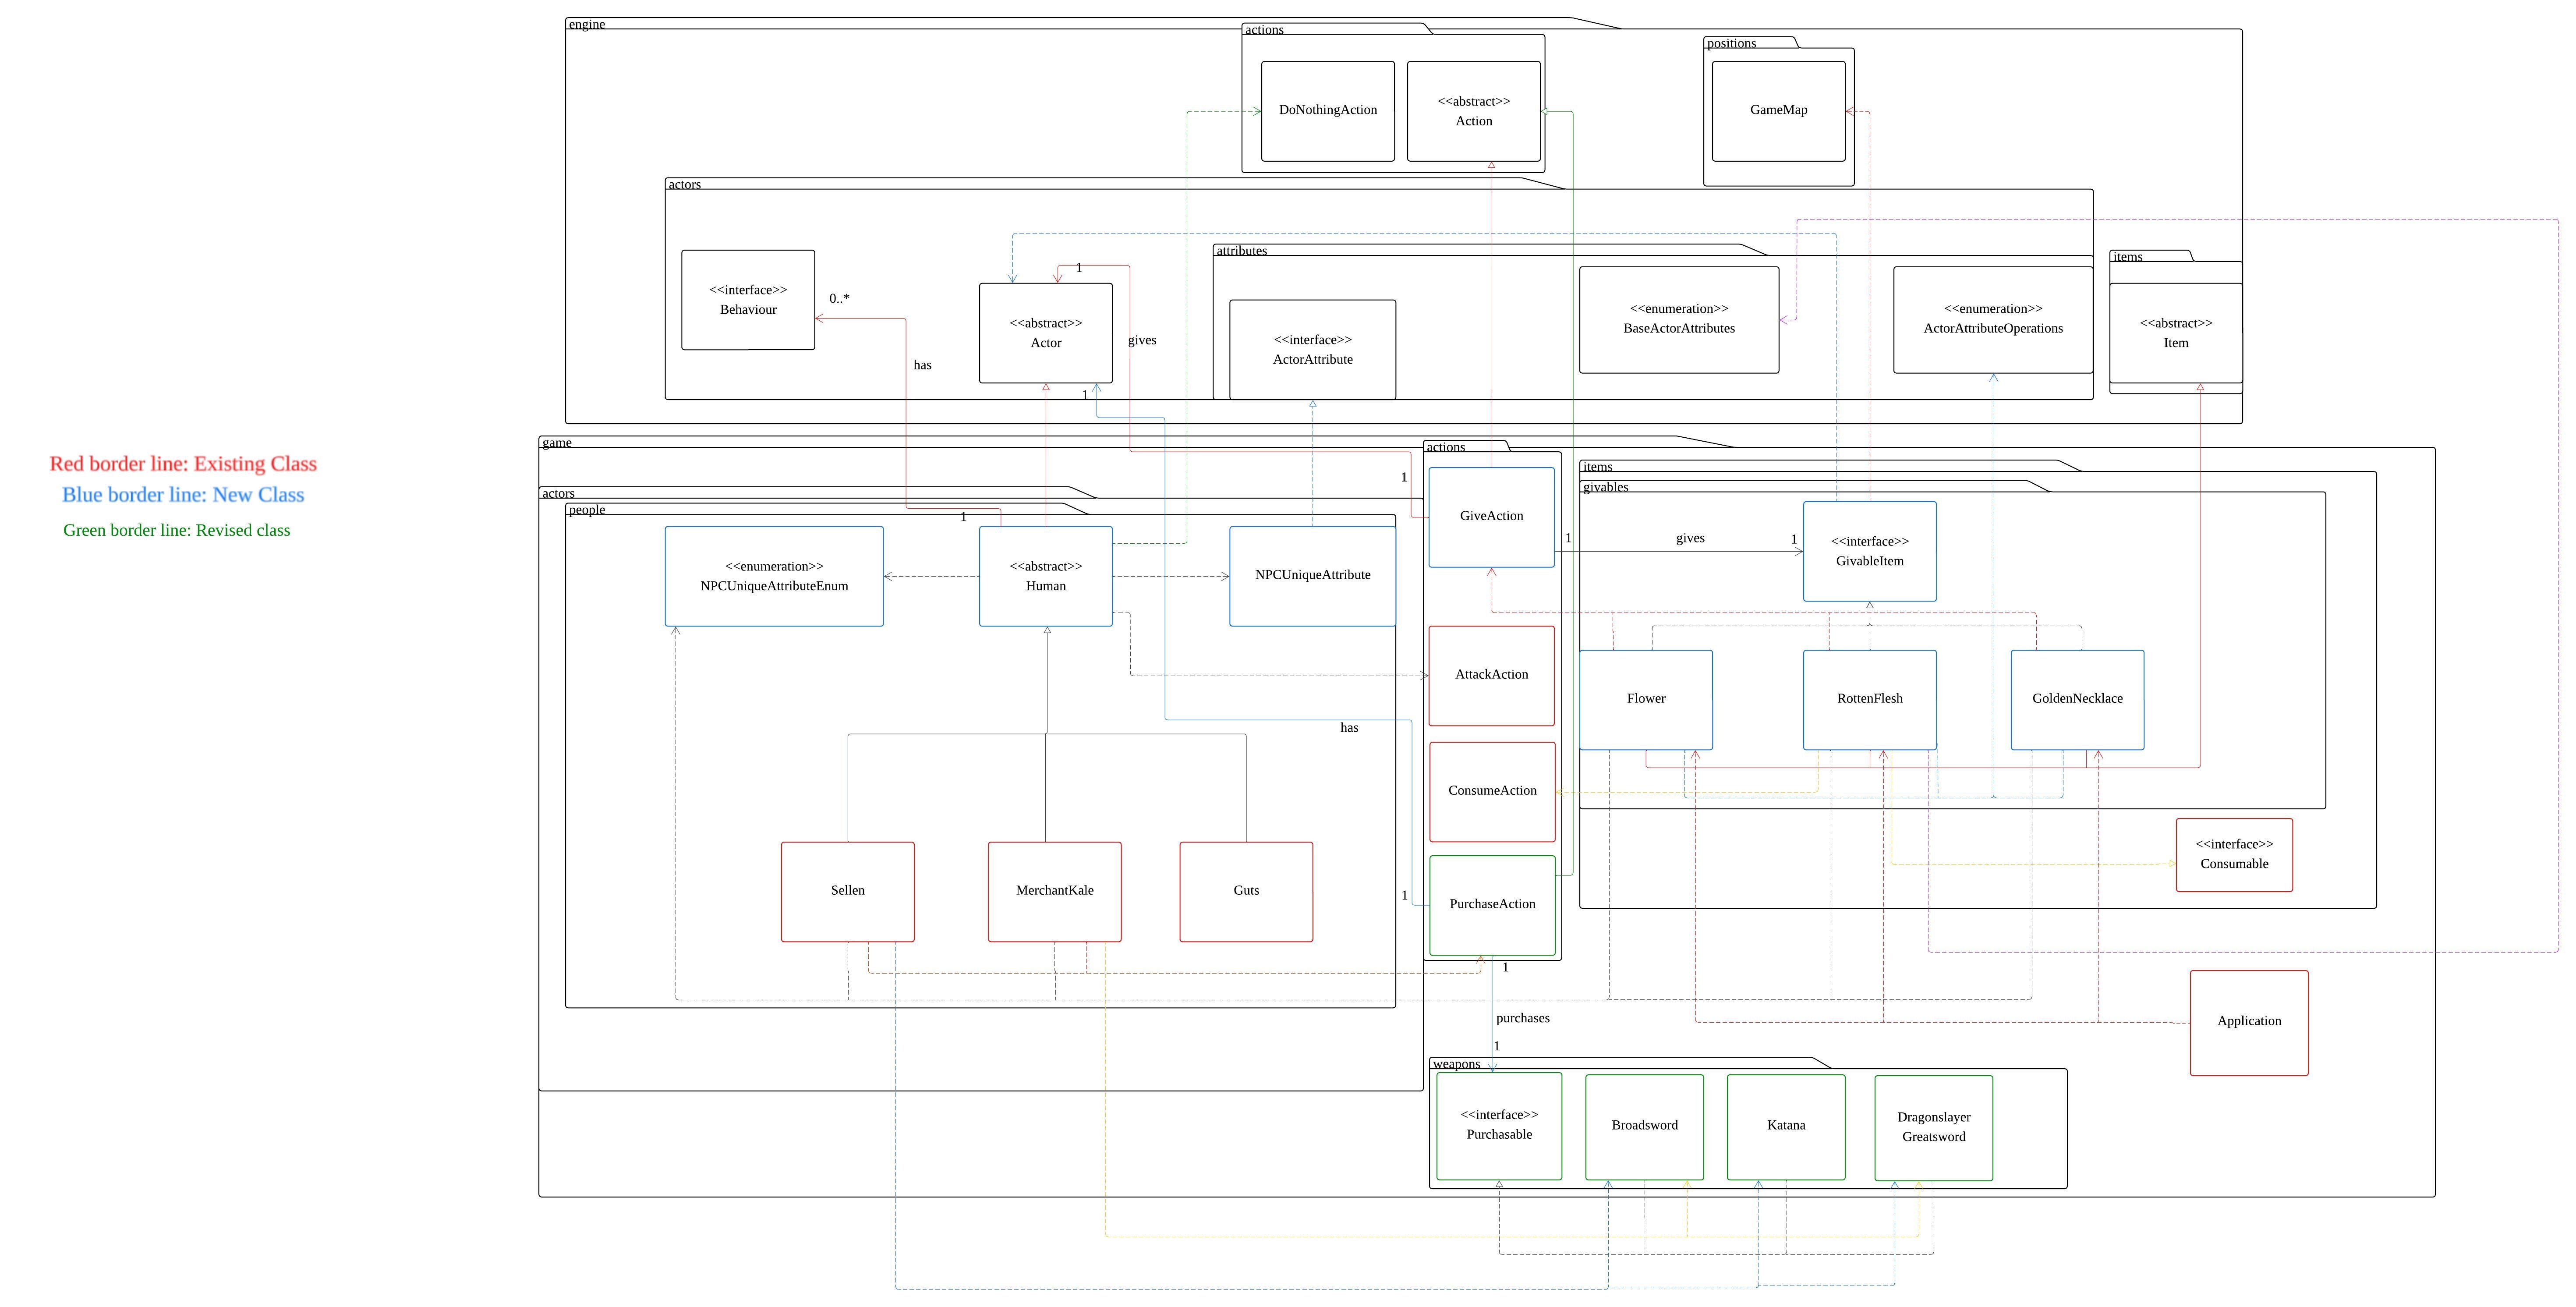 engine
actions
positions
DoNothingAction
<<abstract>>
Action
GameMap
actors
attributes
items
<<interface>>
Behaviour
0..*
has
1
<<abstract>>
Actor
gives
1
<<interface>>
ActorAttribute
<<enumeration>>
BaseActorAttributes
<<enumeration>>
ActorAttributeOperations
<<abstract>>
Item
Red border line: Existing Class
Blue border line: New Class
Green border line: Revised class
game
actions
items
givables
actors
people
1
1
<<enumeration>>
NPCUniqueAttributeEnum
<<abstract>>
Human
NPCUniqueAttribute
GiveAction
1
gives
1
<<interface>>
GivableItem
AttackAction
Flower
RottenFlesh
GoldenNecklace
has
ConsumeAction
<<interface>>
Consumable
Sellen
MerchantKale
Guts
1
PurchaseAction
1
purchases
1
Application
weapons
<<interface>>
Purchasable
Broadsword
Katana
Dragonslayer
Greatsword